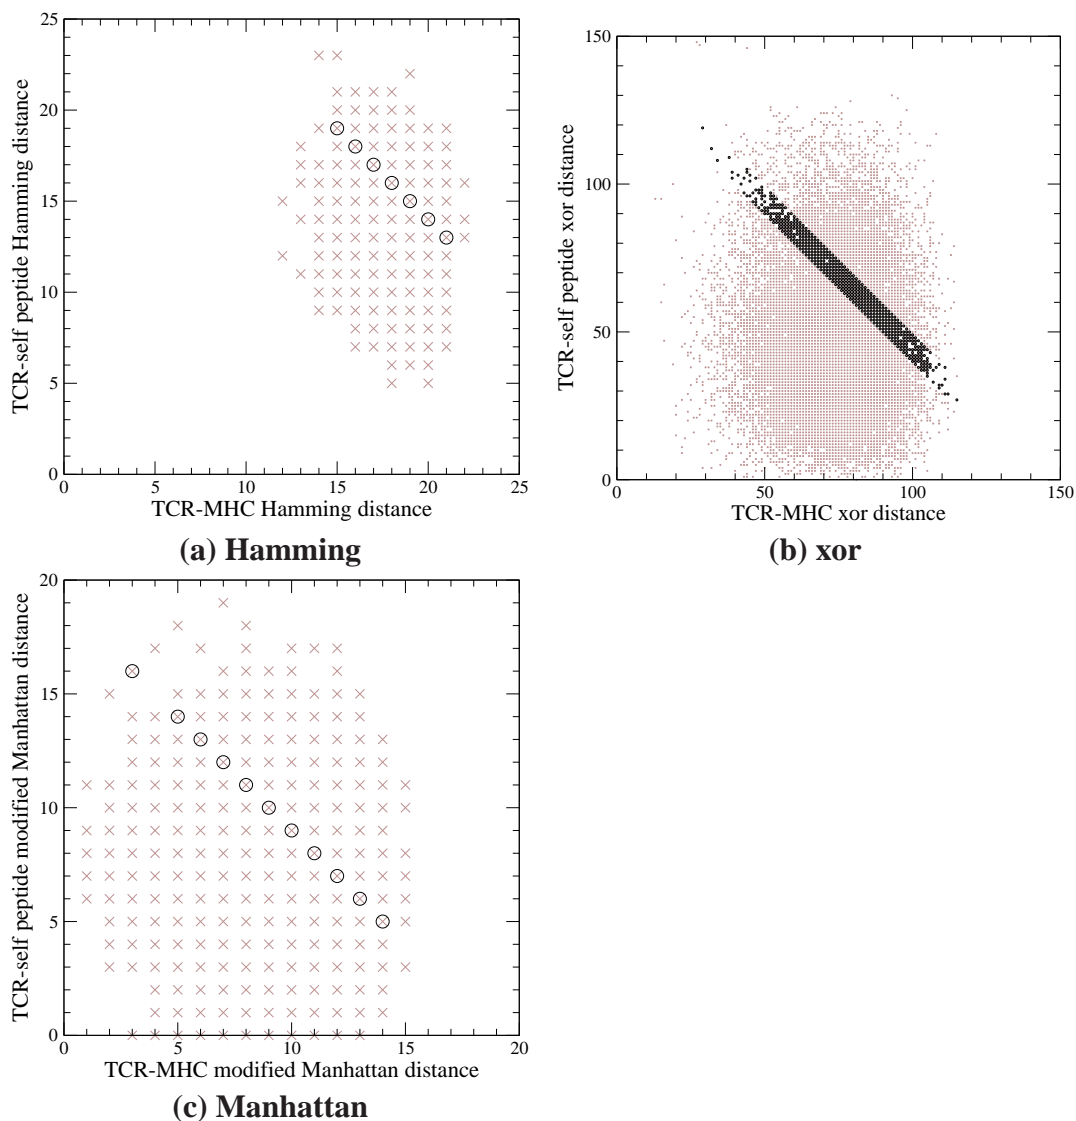 25
20
15
10
5
0
TCR-self peptide Hamming distance
0 5 10 15 20 25
TCR-MHC Hamming distance
(a) Hamming
150
100
50
0
TCR-self peptide xor distance
0 50 100 150
TCR-MHC xor distance
(b) xor
20
15
10
5
0
TCR-self peptide modified Manhattan distance
0 5 10 15 20
TCR-MHC modified Manhattan distance
(c) Manhattan